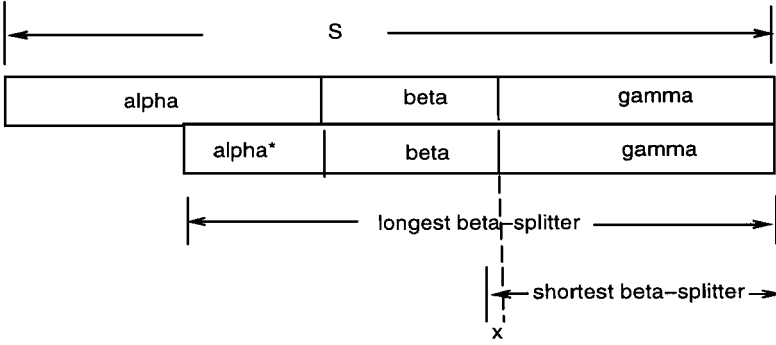 S
alpha beta gamma
alpha* beta gamma
longest beta–splitter
shortest beta–splitter
x